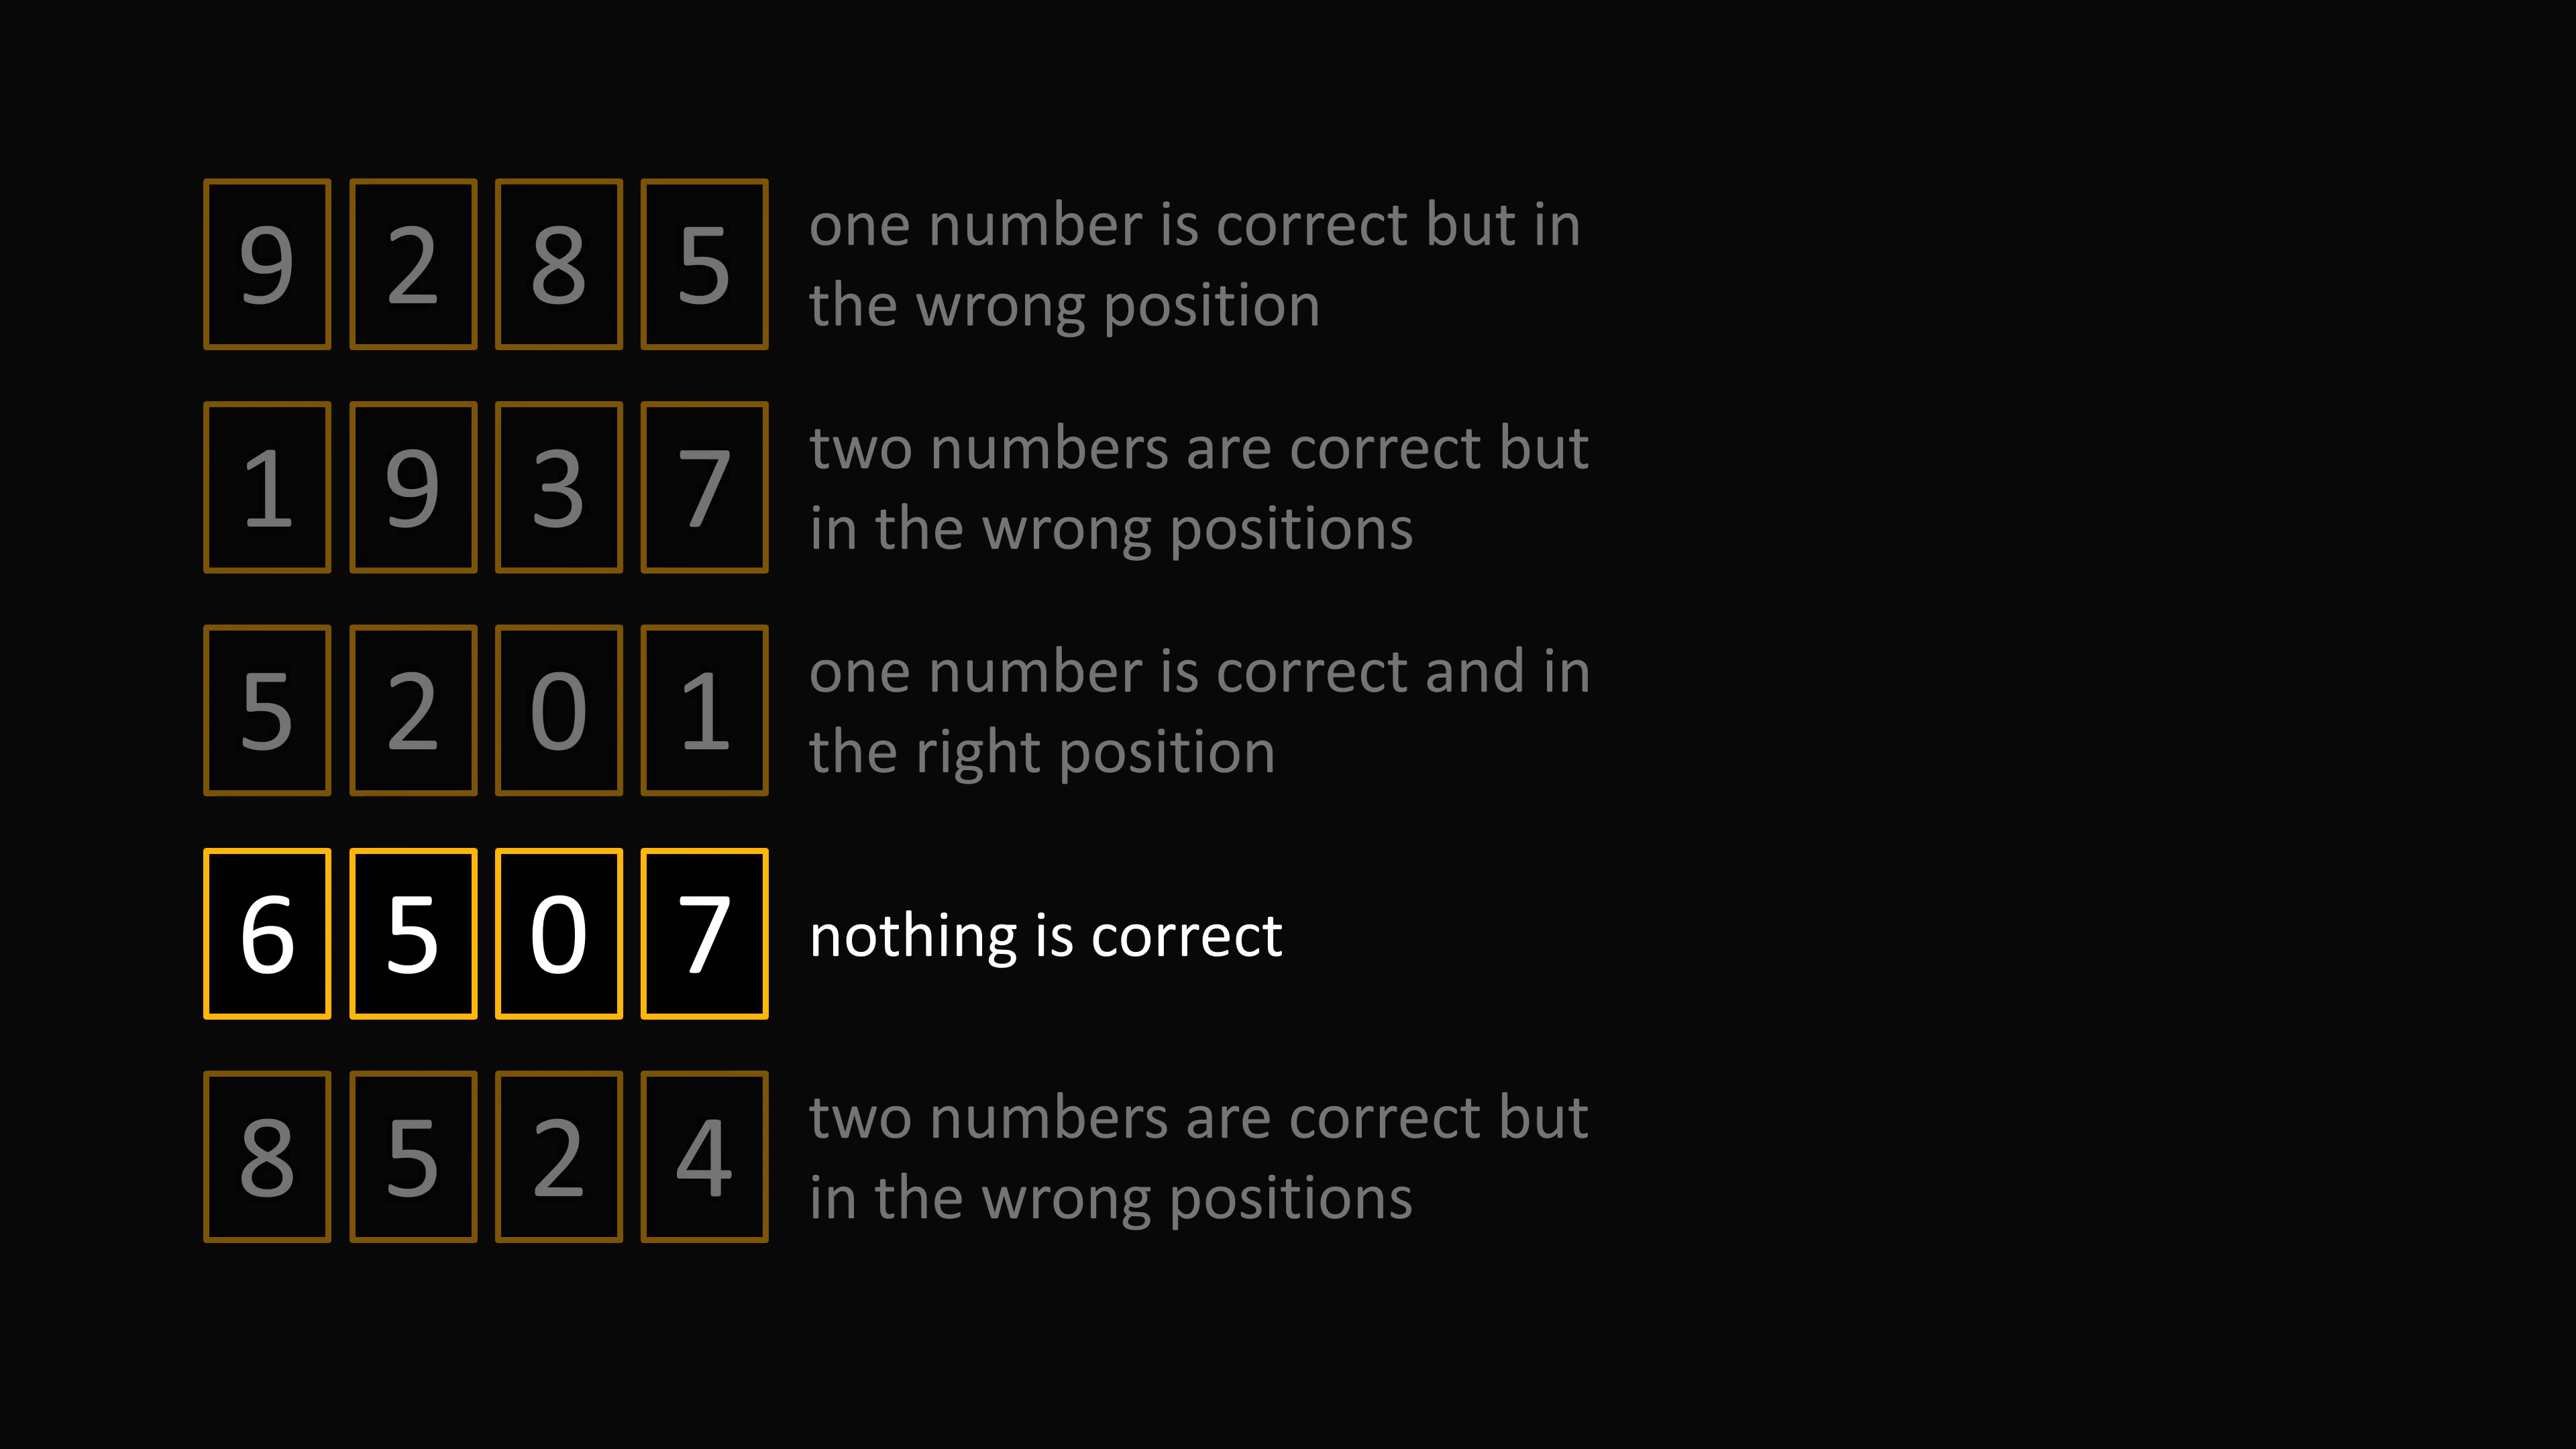 9 2 8 5 one number is correct but in
the wrong position
1 9 3 7 two numbers are correct but
in the wrong positions
5 2 0 1 one number is correct and in
the right position
6 5 0 7 nothing is correct
8 5 2 4 two numbers are correct but
in the wrong positions